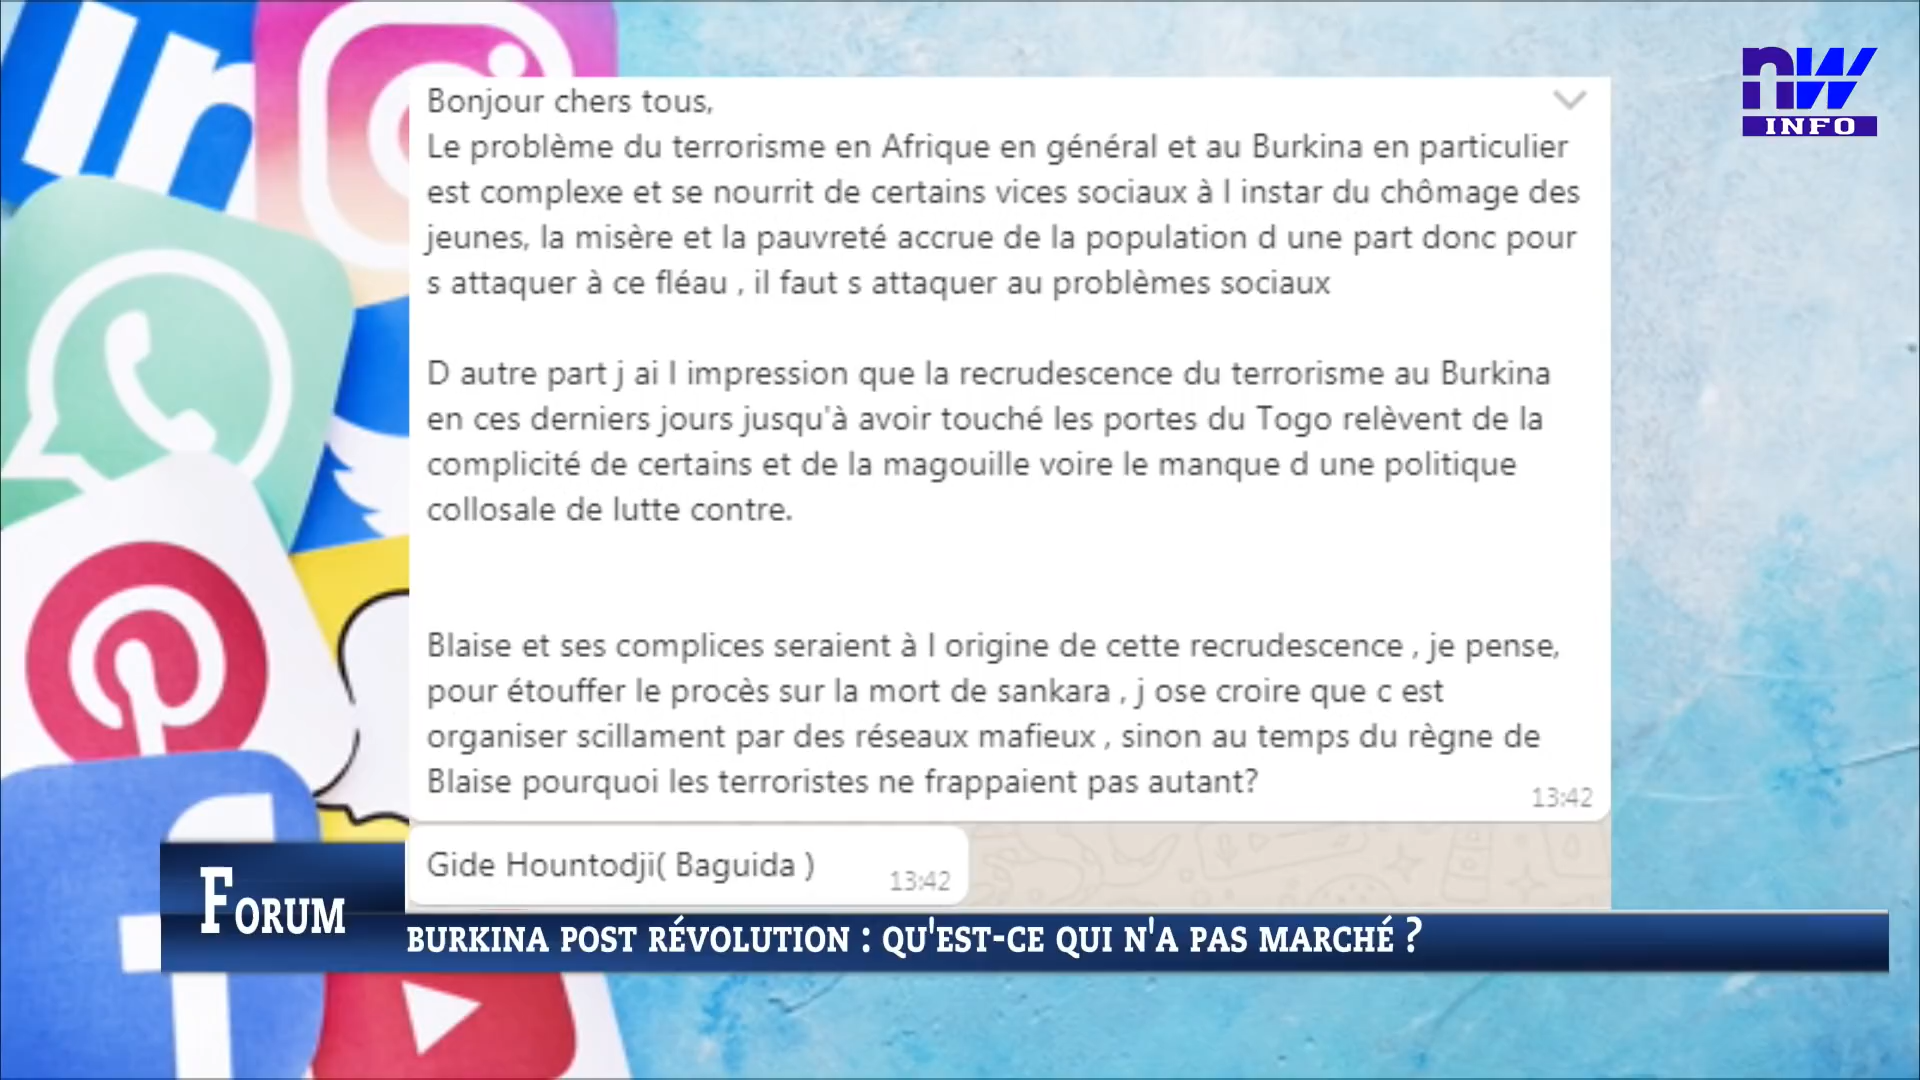 nw
INFO
Bonjour chers tous,
Le problème du terrorisme en Afrique en général et au Burkina en particulier
est complexe et se nourrit de certains vices sociaux à l instar du chômage des
jeunes, la misère et la pauvreté accrue de la population d une part donc pour
s attaquer à ce fléau , il faut s attaquer au problèmes sociaux
D autre part j ai l impression que la recrudescence du terrorisme au Burkina
en ces derniers jours jusqu'à avoir touché les portes du Togo relèvent de la
complicité de certains et de la magouille voire le manque d une politique
collosale de lutte contre.
Blaise et ses complices seraient à l origine de cette recrudescence , je pense,
pour étouffer le procès sur la mort de sankara , j ose croire que c est
organiser scillament par des réseaux mafieux , sinon au temps du règne de
Blaise pourquoi les terroristes ne frappaient pas autant?
13:42
Gide Hountodji( Baguida )
13:42
FORUM
BURKINA POST RÉVOLUTION : QU'EST-CE QUI N'A PAS MARCHÉ ?